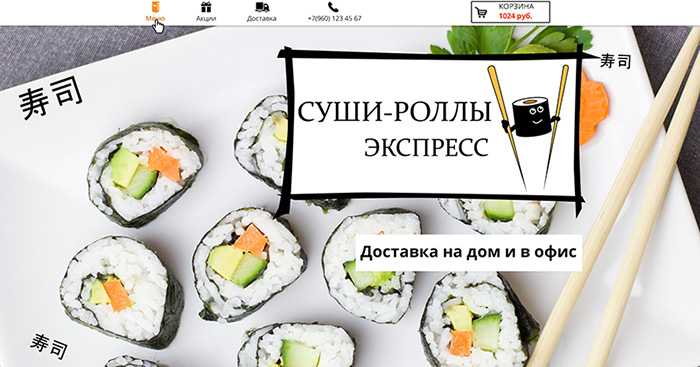 Меню
Акции
Доставка
+7(960) 123 45 67
КОРЗИНА
1024 руб.
寿司
寿司
СУШИ-РОЛЛЫ
ЭКСПРЕСС
Доставка на дом и в офис
寿司